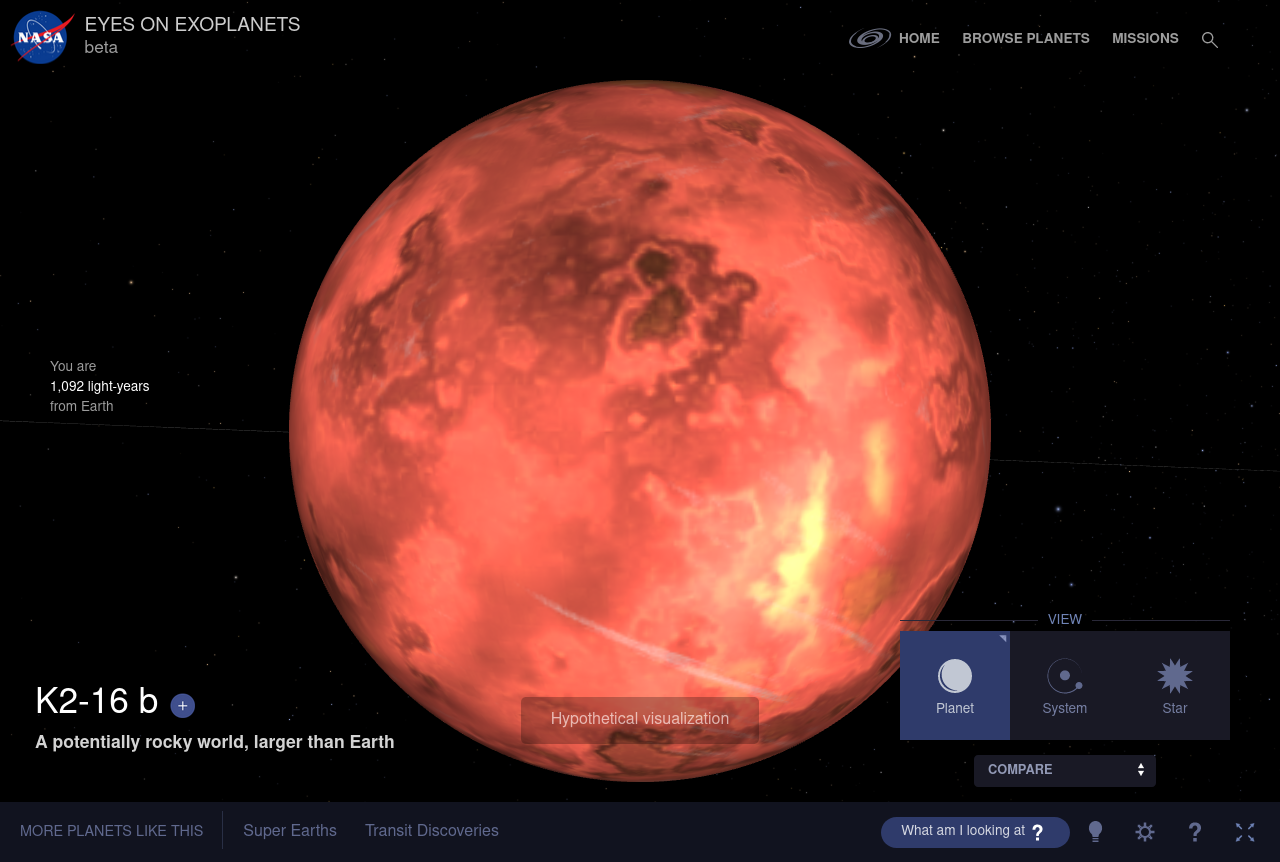 NASA
EYES ON EXOPLANETS
beta
HOME
BROWSE PLANETS
MISSIONS
You are
1,092 light-years
from Earth
K2-16 b +
A potentially rocky world, larger than Earth
Hypothetical visualization
VIEW
Planet
System
Star
COMPARE
MORE PLANETS LIKE THIS
Super Earths
Transit Discoveries
What am I looking at ?
?